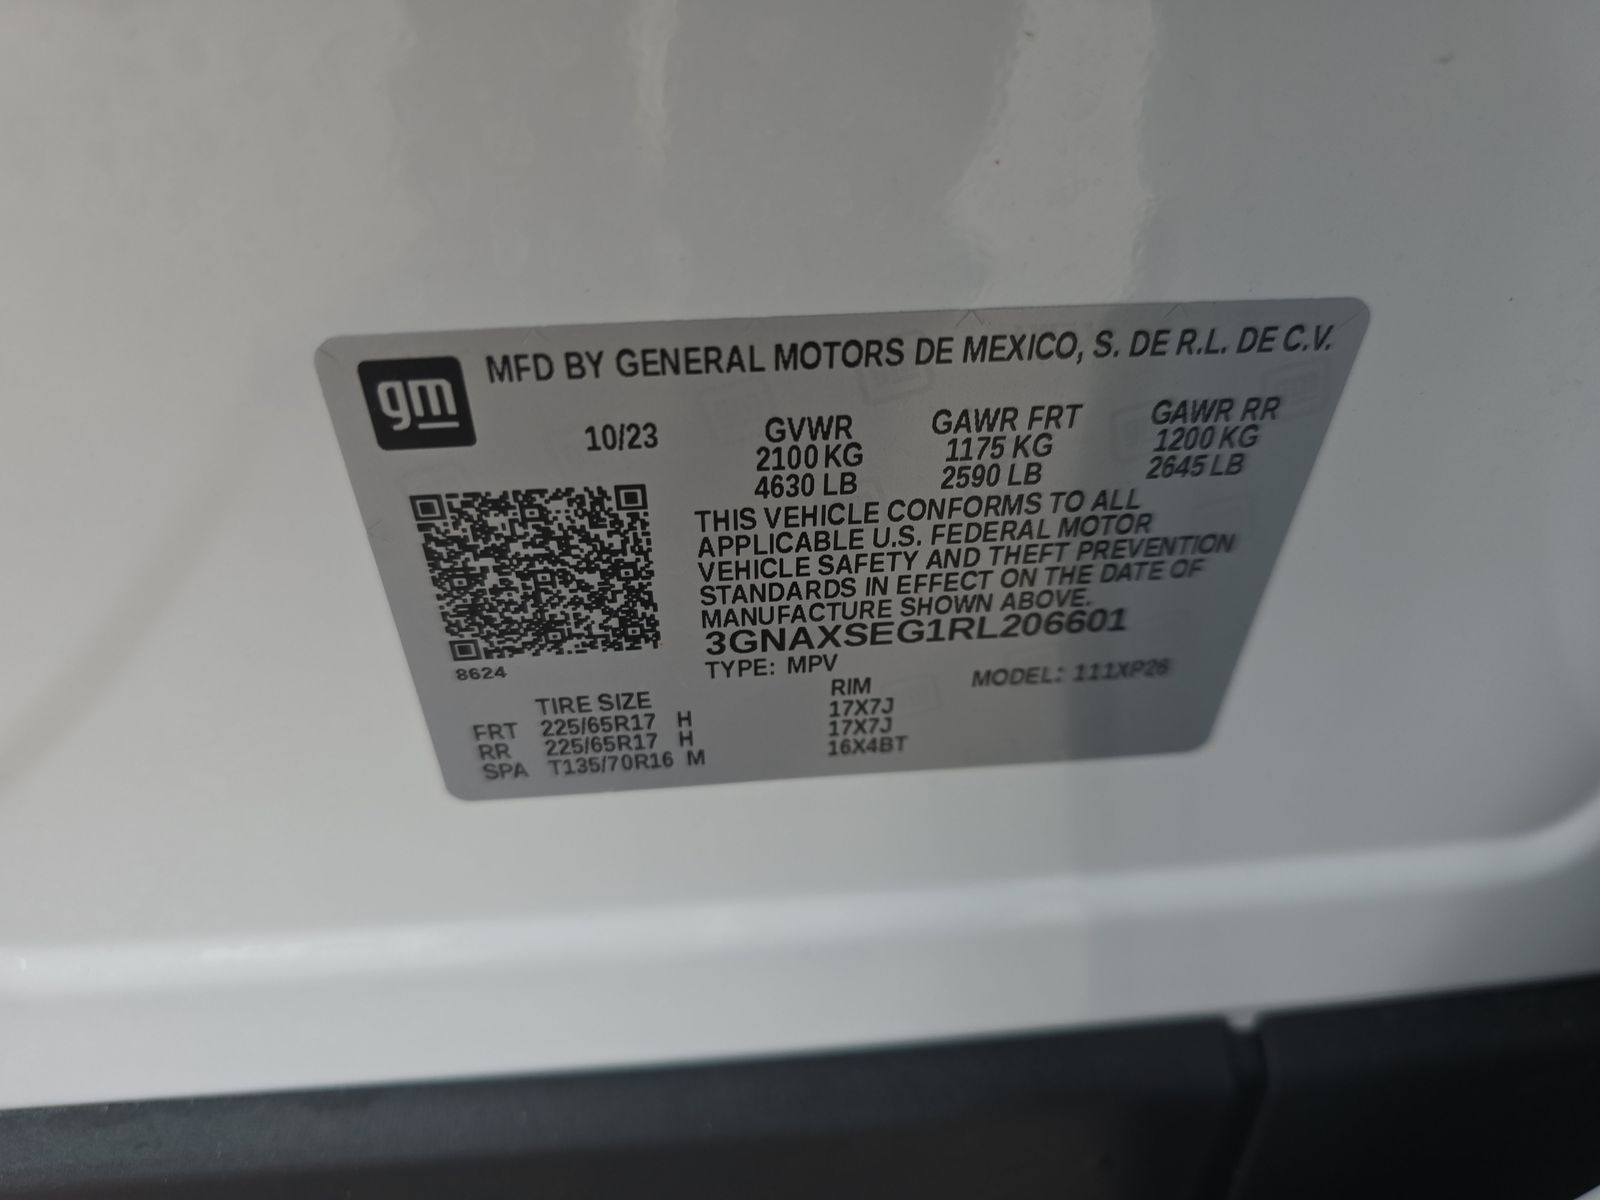 gm
MFD BY GENERAL MOTORS DE MEXICO, S. DE R.L. DE C.V.
10/23 GVWR GAWR FRT GAWR RR
2100 KG 1175 KG 1200 KG
4630 LB 2590 LB 2645 LB
THIS VEHICLE CONFORMS TO ALL
APPLICABLE U.S. FEDERAL MOTOR
VEHICLE SAFETY AND THEFT PREVENTION
STANDARDS IN EFFECT ON THE DATE OF
MANUFACTURE SHOWN ABOVE.
3GNAXSEG1RL206601
8624
TYPE: MPV MODEL: 111XP26
TIRE SIZE RIM
FRT 225/65R17 H 17X7J
RR 225/65R17 H 17X7J
SPA T135/70R16 M 16X4BT